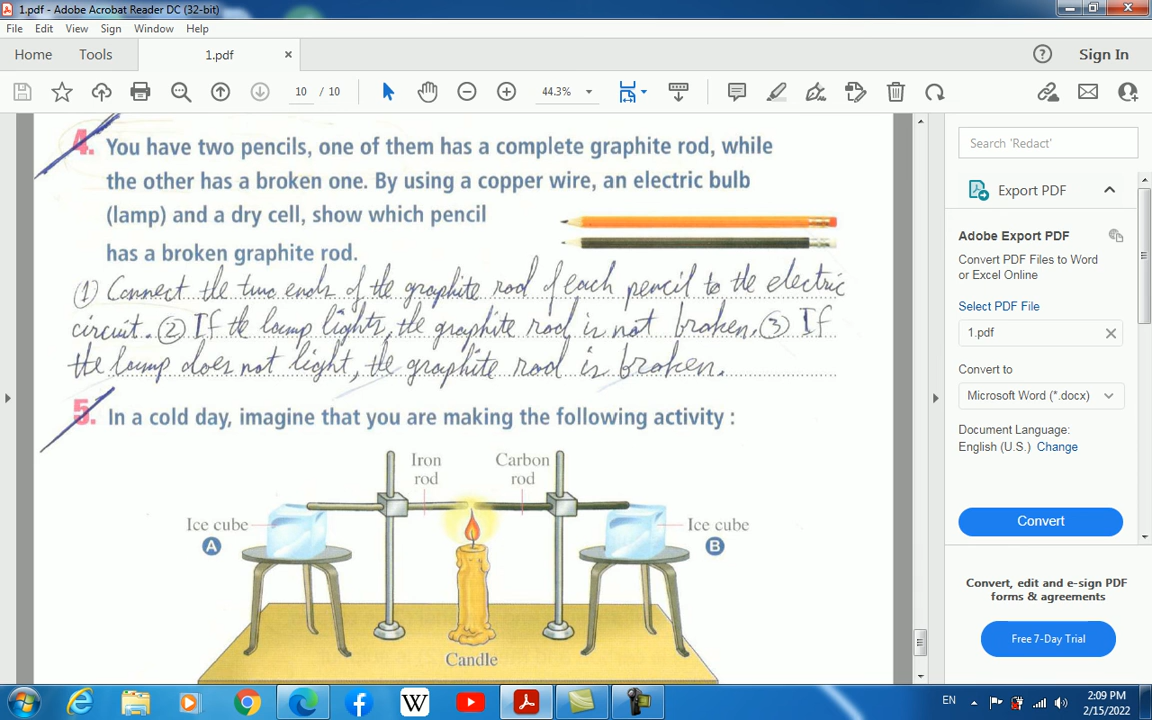 1.pdf - Adobe Acrobat Reader DC (32-bit)
File Edit View Sign Window Help
Home Tools 1.pdf × Sign In
10 / 10 44.3%
4. You have two pencils, one of them has a complete graphite rod, while
the other has a broken one. By using a copper wire, an electric bulb
(lamp) and a dry cell, show which pencil
has a broken graphite rod.
① Connect the two ends of the graphite rod of each pencil to the electric
circuit. ② If the lamp lights, the graphite rod is not broken. ③ If
the lamp does not light, the graphite rod is broken.
5. In a cold day, imagine that you are making the following activity :
Iron rod
Carbon rod
Ice cube
A
Ice cube
B
Candle
Search 'Redact'
Export PDF
Adobe Export PDF
Convert PDF Files to Word
or Excel Online
Select PDF File
1.pdf
Convert to
Microsoft Word (*.docx)
Document Language:
English (U.S.) Change
Convert
Convert, edit and e-sign PDF
forms & agreements
Free 7-Day Trial
EN
2:09 PM
2/15/2022